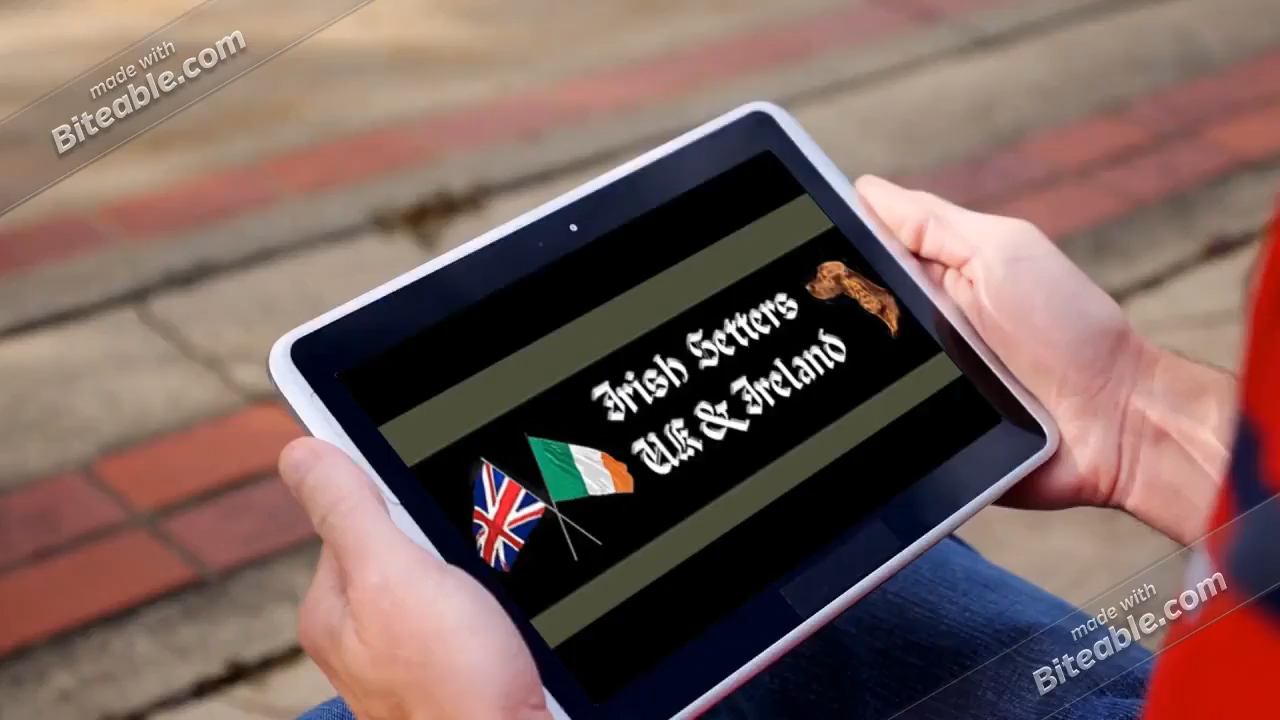 made with
Biteable.com
Irish Setters
UK & Ireland
made with
Biteable.com